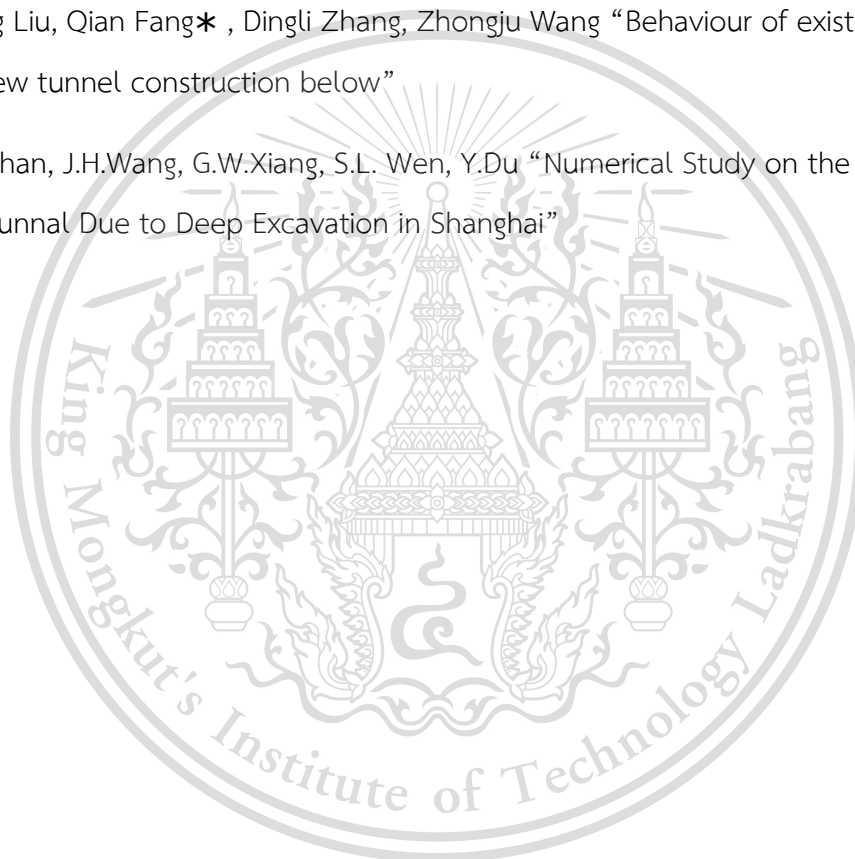 g Liu, Qian Fang∗ , Dingli Zhang, Zhongju Wang “Behaviour of exist
ew tunnel construction below”
han, J.H.Wang, G.W.Xiang, S.L. Wen, Y.Du “Numerical Study on the
unnal Due to Deep Excavation in Shanghai”
King Mongkut's Institute of Technology Ladkrabang